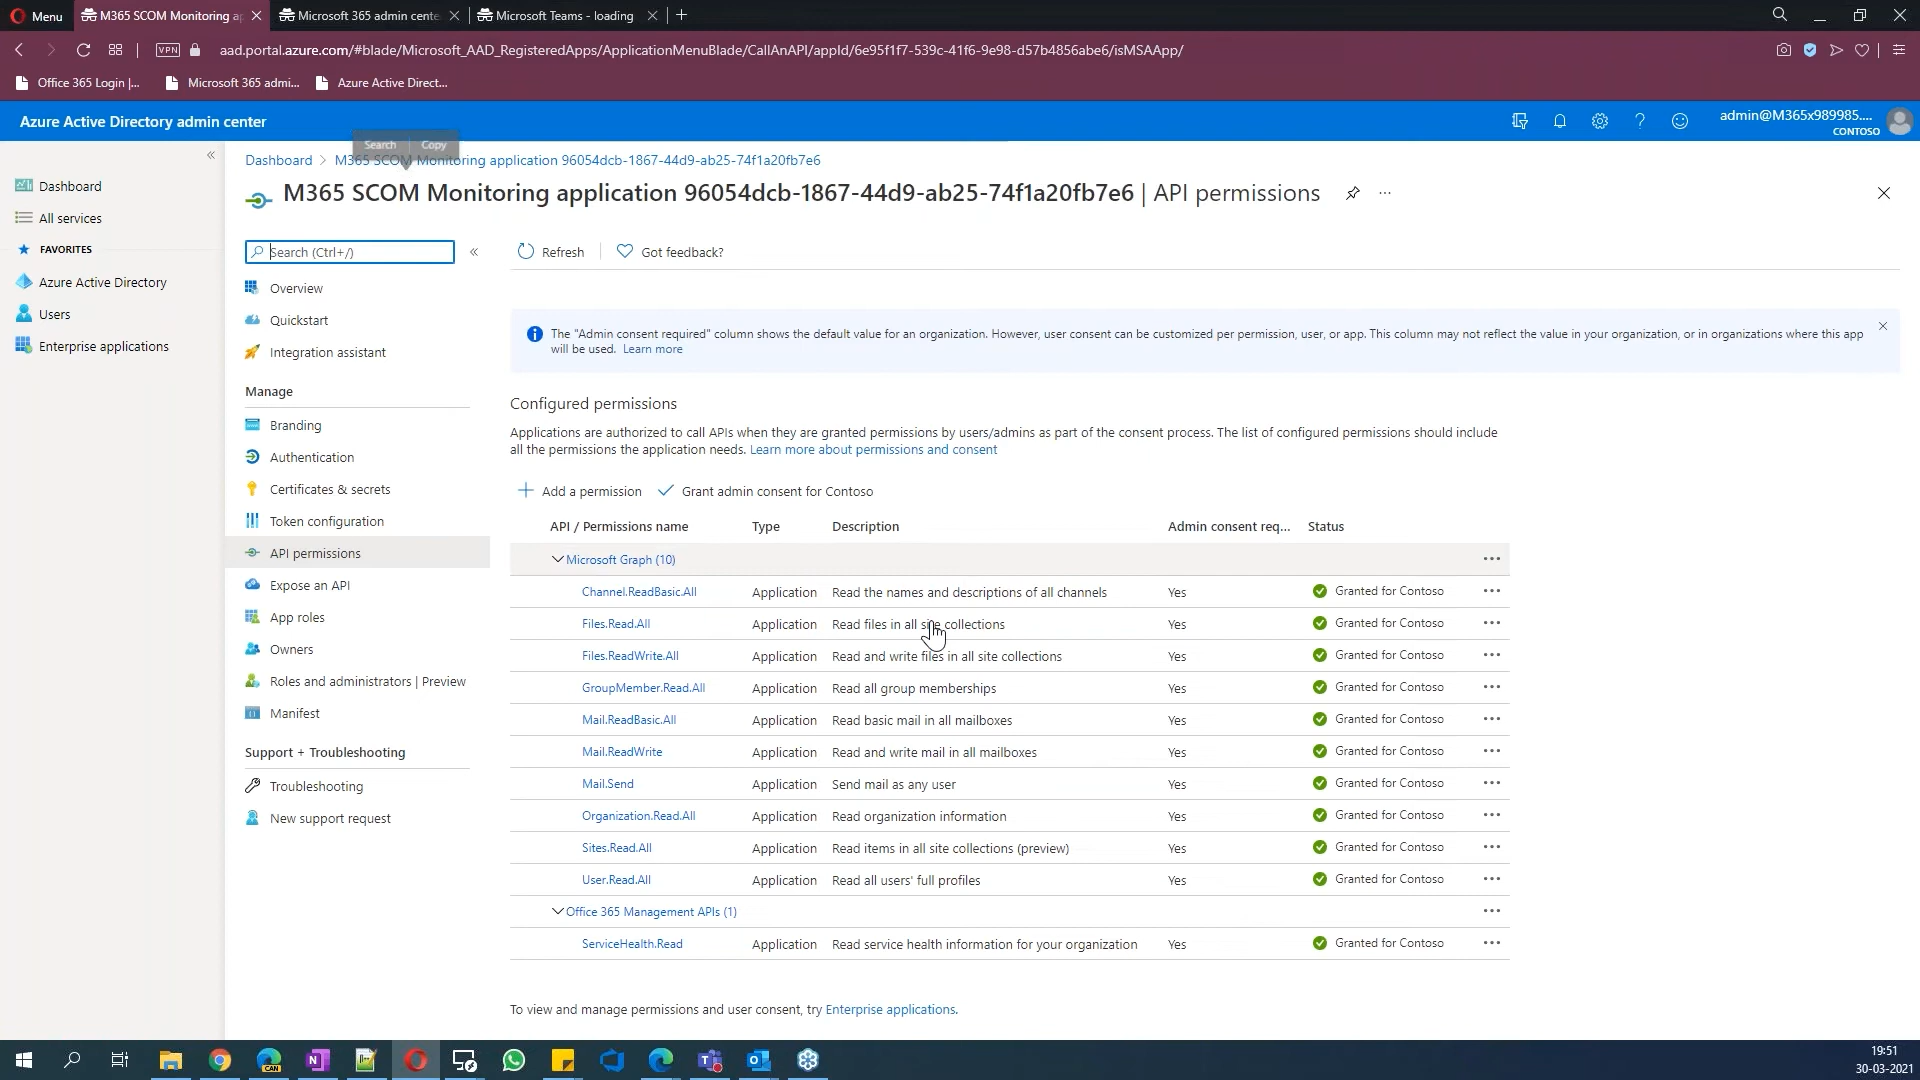 Menu
M365 SCOM Monitoring ap
Microsoft 365 admin cente
Microsoft Teams - loading
VPN
aad.portal.azure.com/#blade/Microsoft_AAD_RegisteredApps/ApplicationMenuBlade/CallAnAPI/appId/6e95f1f7-539c-41f6-9e98-d57b4856abe6/isMSAApp/
Office 365 Login |...
Microsoft 365 admi...
Azure Active Direct...
Azure Active Directory admin center
admin@M365x989985....
CONTOSO
Search
Copy
Dashboard > M365 SCOM Monitoring application 96054dcb-1867-44d9-ab25-74f1a20fb7e6
M365 SCOM Monitoring application 96054dcb-1867-44d9-ab25-74f1a20fb7e6 | API permissions
Dashboard
All services
FAVORITES
Azure Active Directory
Users
Enterprise applications
Search (Ctrl+/)
Overview
Quickstart
Integration assistant
Manage
Branding
Authentication
Certificates & secrets
Token configuration
API permissions
Expose an API
App roles
Owners
Roles and administrators | Preview
Manifest
Support + Troubleshooting
Troubleshooting
New support request
Refresh
Got feedback?
The "Admin consent required" column shows the default value for an organization. However, user consent can be customized per permission, user, or app. This column may not reflect the value in your organization, or in organizations where this app
will be used. Learn more
Configured permissions
Applications are authorized to call APIs when they are granted permissions by users/admins as part of the consent process. The list of configured permissions should include
all the permissions the application needs. Learn more about permissions and consent
Add a permission
Grant admin consent for Contoso
API / Permissions name Type Description Admin consent req... Status
Microsoft Graph (10)
Channel.ReadBasic.All Application Read the names and descriptions of all channels Yes Granted for Contoso
Files.Read.All Application Read files in all site collections Yes Granted for Contoso
Files.ReadWrite.All Application Read and write files in all site collections Yes Granted for Contoso
GroupMember.Read.All Application Read all group memberships Yes Granted for Contoso
Mail.ReadBasic.All Application Read basic mail in all mailboxes Yes Granted for Contoso
Mail.ReadWrite Application Read and write mail in all mailboxes Yes Granted for Contoso
Mail.Send Application Send mail as any user Yes Granted for Contoso
Organization.Read.All Application Read organization information Yes Granted for Contoso
Sites.Read.All Application Read items in all site collections (preview) Yes Granted for Contoso
User.Read.All Application Read all users' full profiles Yes Granted for Contoso
Office 365 Management APIs (1)
ServiceHealth.Read Application Read service health information for your organization Yes Granted for Contoso
To view and manage permissions and user consent, try Enterprise applications.
CAN
19:51
30-03-2021